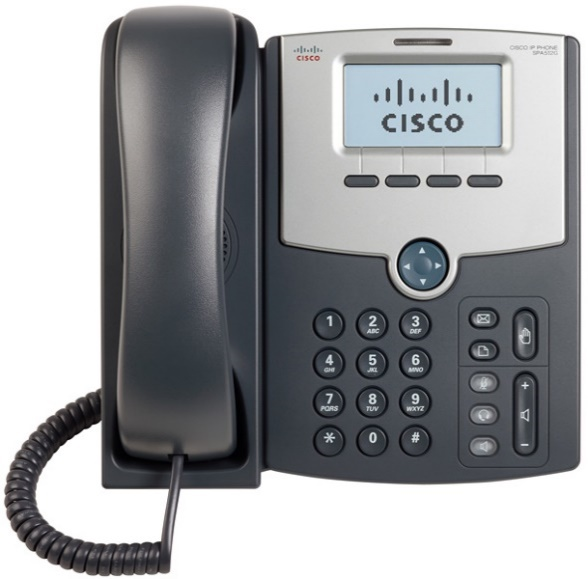 CISCO
CISCO IP PHONE
SPA502G
CISCO
1
2
ABC
3
DEF
4
GHI
5
JKL
6
MNO
7
PQRS
8
TUV
9
WXYZ
*
0
#
+
-